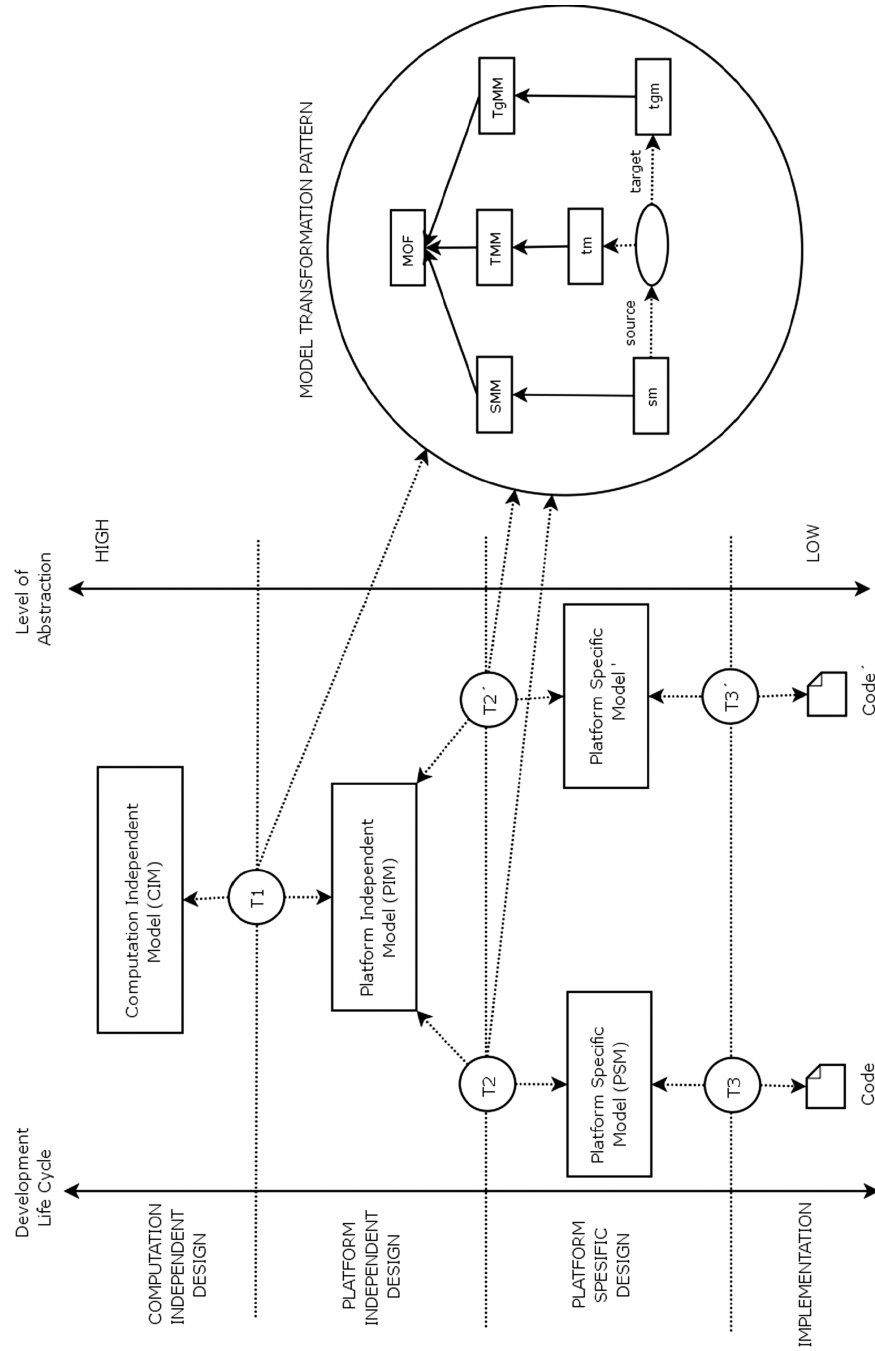 Development
Life Cycle
Level of
Abstraction
COMPUTATION
INDEPENDENT
DESIGN
Computation Independent
Model (CIM)
HIGH
T1
PLATFORM
INDEPENDENT
DESIGN
Platform Independent
Model (PIM)
T2
T2´
PLATFORM
SPESIFIC
DESIGN
Platform Specific
Model (PSM)
Platform Specific
Model '
T3
T3´
IMPLEMENTATION
Code
Code´
LOW
MODEL TRANSFORMATION PATTERN
MOF
SMM
TMM
TgMM
tm
sm
source
target
tgm